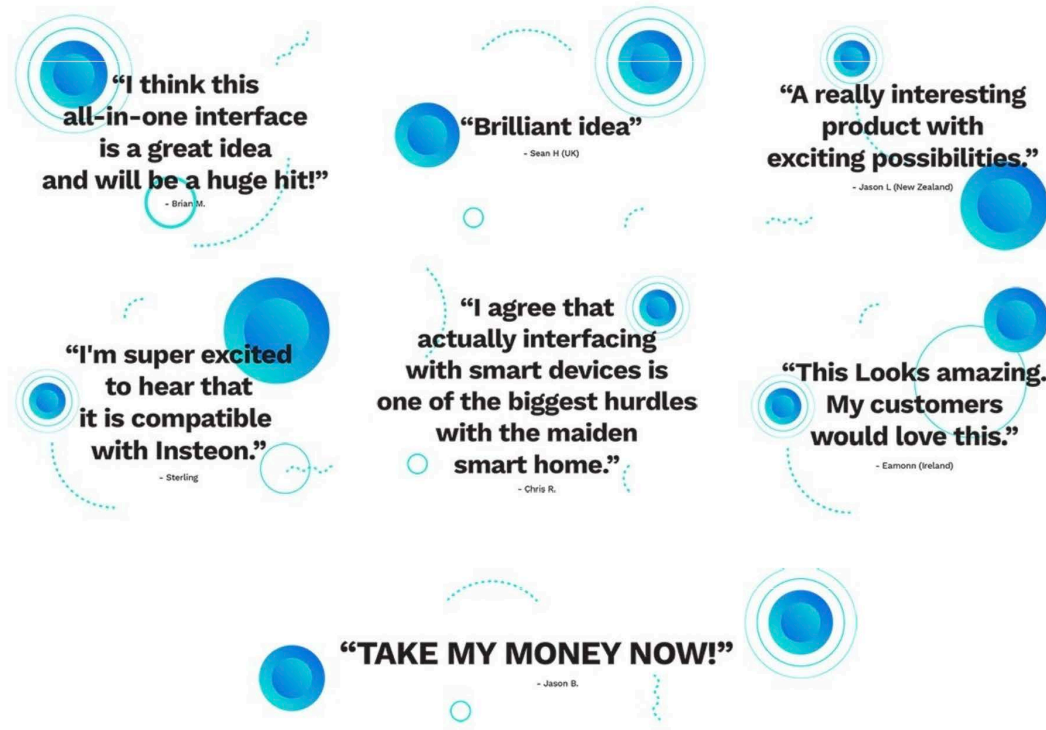 “I think this
all-in-one interface
is a great idea
and will be a huge hit!”
- Brian M.
“Brilliant idea”
- Sean H (UK)
“A really interesting
product with
exciting possibilities.”
- Jason L (New Zealand)
“I'm super excited
to hear that
it is compatible
with Insteon.”
- Sterling
“I agree that
actually interfacing
with smart devices is
one of the biggest hurdles
with the maiden
smart home.”
- Chris R.
“This Looks amazing.
My customers
would love this.”
- Eamonn (Ireland)
“TAKE MY MONEY NOW!”
- Jason B.